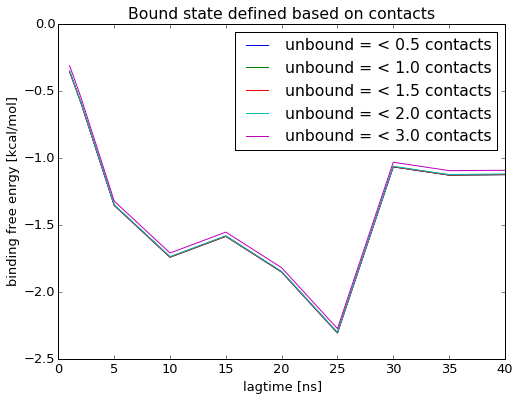 Bound state defined based on contacts
0.0
−0.5
−1.0
−1.5
−2.0
−2.5
binding free enrgy [kcal/mol]
unbound = < 0.5 contacts
unbound = < 1.0 contacts
unbound = < 1.5 contacts
unbound = < 2.0 contacts
unbound = < 3.0 contacts
0 5 10 15 20 25 30 35 40
lagtime [ns]